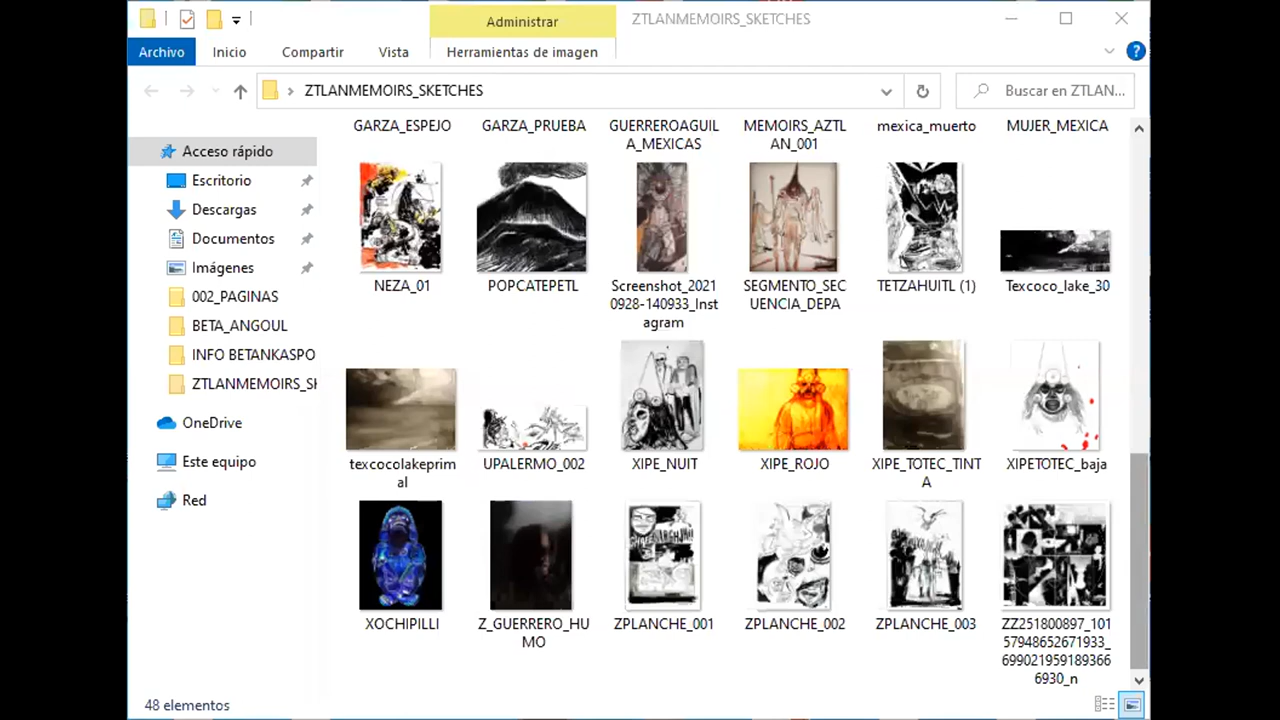 Administrar
ZTLANMEMOIRS_SKETCHES
Archivo
Inicio
Compartir
Vista
Herramientas de imagen
ZTLANMEMOIRS_SKETCHES
Buscar en ZTLAN...
Acceso rápido
Escritorio
Descargas
Documentos
Imágenes
002_PAGINAS
BETA_ANGOUL
INFO BETANKASPO
ZTLANMEMOIRS_SK
OneDrive
Este equipo
Red
GARZA_ESPEJO
GARZA_PRUEBA
GUERREROAGUIL
A_MEXICAS
MEMOIRS_AZTL
AN_001
mexica_muerto
MUJER_MEXICA
NEZA_01
POPCATEPETL
Screenshot_2021
0928-140933_Inst
agram
SEGMENTO_SEC
UENCIA_DEPA
TETZAHUITL (1)
Texcoco_lake_30
texcocolakeprim
al
UPALERMO_002
XIPE_NUIT
XIPE_ROJO
XIPE_TOTEC_TINT
A
XIPETOTEC_baja
XOCHIPILLI
Z_GUERRERO_HU
MO
ZPLANCHE_001
ZPLANCHE_002
ZPLANCHE_003
ZZ251800897_101
57948652671933_
699021959189366
6930_n
48 elementos